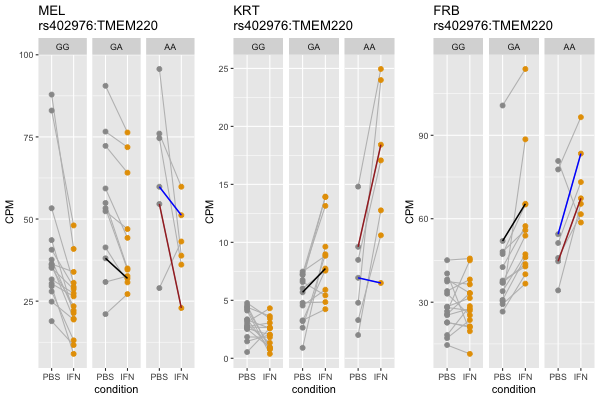 MEL
rs402976:TMEM220
GG GA AA
CPM
100
75
50
25
PBS IFN PBS IFN PBS IFN
condition
KRT
rs402976:TMEM220
GG GA AA
CPM
25
20
15
10
5
0
PBS IFN PBS IFN PBS IFN
condition
FRB
rs402976:TMEM220
GG GA AA
CPM
90
60
30
PBS IFN PBS IFN PBS IFN
condition